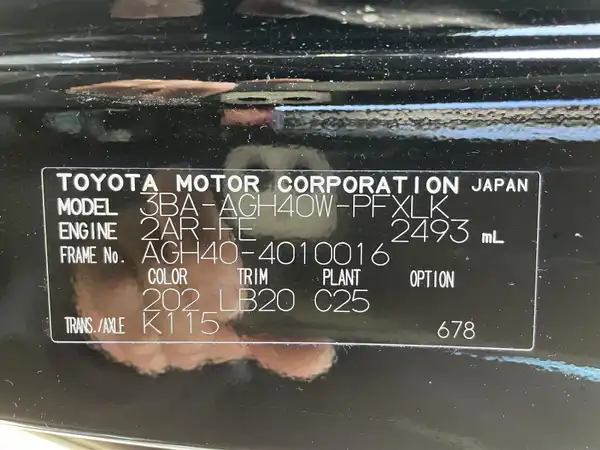 TOYOTA MOTOR CORPORATION JAPAN
MODEL 3BA-AGH40W-PFXLK
ENGINE 2AR-FE 2493 mL
FRAME No. AGH40-4010016
COLOR TRIM PLANT OPTION
202 LB20 C25
TRANS./AXLE K115 678